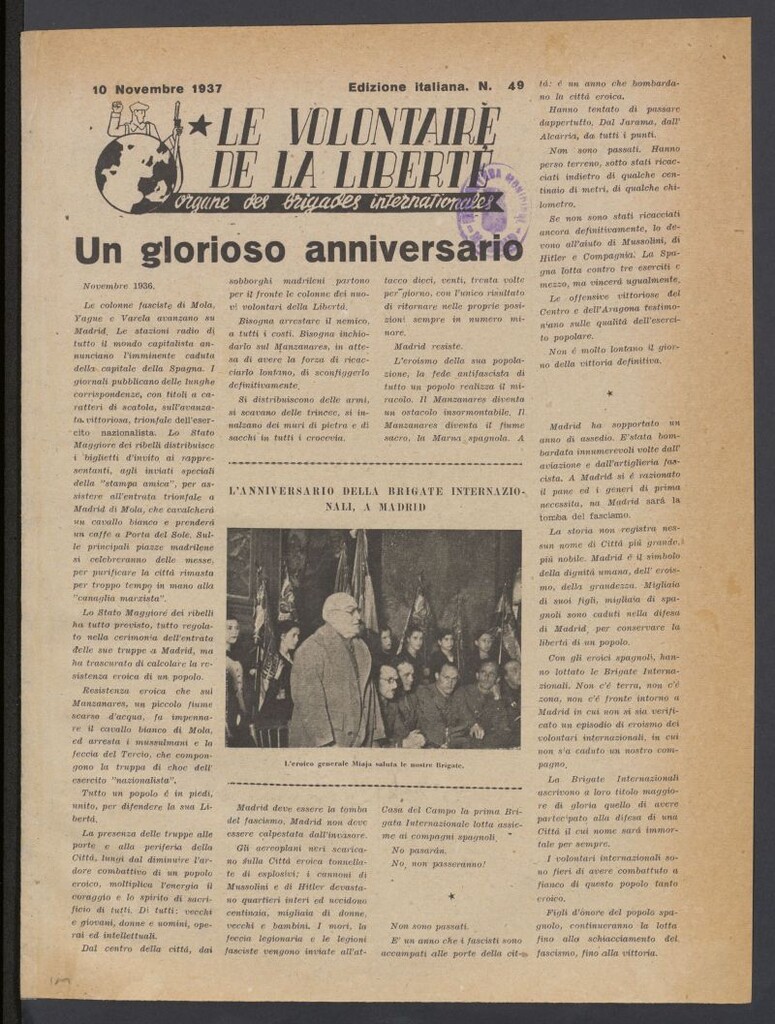 10 Novembre 1937
Edizione italiana. N. 49
LE VOLONTAIRE
DE LA LIBERTÉ
organe des brigades internationales
Un glorioso anniversario
Novembre 1936.
Le colonne fasciste di Mola,
Yague e Varela avanzano su
Madrid. Le stazioni radio di
tutto il mondo capitalista an-
nunciano l'imminente caduta
della capitale della Spagna. I
giornali pubblicano delle lunghe
corrispondenze, con titoli a ca-
ratteri di scatola, sull'avanza-
ta vittoriosa, trionfale dell'eser-
cito nazionalista. Lo Stato
Maggiore dei ribelli distribuisce
i biglietti d'invito ai rappre-
sentanti, agli inviati speciali
della "stampa amica", per as-
sistere all'entrata trionfale a
Madrid di Mola, che cavalcherà
un cavallo bianco e prenderà
un caffe a Porta del Sole. Sul-
le principali piazze madrilene
si celebreranno delle messe,
per purificare la città rimasta
per troppo tempo in mano alla
"canaglia marxista".
Lo Stato Maggiore dei ribelli
ha tutto provisto, tutto regola-
to nella cerimonia dell'entrata
delle sue truppe a Madrid, ma
ha trascurato di calcolare la re-
sistenza eroica di un popolo.
Resistenza eroica che sul
Manzanares, un piccolo fiume
scarso d'acqua, fa impenna-
re il cavallo bianco di Mola,
ed arresta i mussulmani e la
feccia del Tercio, che compon-
gono la truppa di choc dell'
esercito "nazionalista".
Tutto un popolo è in piedi,
unito, per difendere la sua Li-
bertá.
La presenza delle truppe alle
porte e alla periferia della
Cittá, lungi dal diminuire l'ar-
dore combattivo di un popolo
eroico, moltiplica l'energia il
coraggio e lo spirito di sacri-
ficio di tutti. Di tutti: vecchi
e giovani, donne e uomini, ope-
rai ed intellettuali.
Dal centro della cittá, dai
sobborghi madrileni partono
per il fronte le colonne dei nuo-
vi volontari della Libertá.
Bisogna arrestare il nemico,
a tutti i costi. Bisogna inchio-
darlo sul Manzanares, in atte-
sa di avere la forza di ricac-
ciarlo lontano, di sconfiggerlo
definitivamente.
Si distribuiscono delle armi,
si scavano delle trincee, si in-
nalzano dei muri di pietra e di
sacchi in tutti i crocevia.
tacco dieci, venti, trenta volte
per giorno, con l'unico risultato
di ritornare nelle proprie posi-
zioni sempre in numero mi-
nore.
Madrid resiste.
L'eroismo della sua popola-
zione, la fede antifascista di
tutto un popolo realizza il mi-
racolo. Il Manzanares diventa
un ostacolo insormontabile. Il
Manzanares diventa il fiume
sacro, la Marna spagnola. A
L'ANNIVERSARIO DELLA BRIGATE INTERNAZIO-
NALI, A MADRID
L'eroico generale Miaja saluta le nostre Brigate.
Madrid deve essere la tomba
del fascismo, Madrid non deve
essere calpestata dall'invasore.
Gli aeroplani neri scarica-
no sulla Città eroica tonnella-
te di esplosivi; i cannoni di
Mussolini e di Hitler devasta-
no quartieri interi ed uccidono
centinaia, migliaia di donne,
vecchi e bambini. I mori, la
feccia legionaria e le legioni
fasciste vengono inviate all'at-
Casa del Campo la prima Bri-
gata Internazionale lotta assie-
me ai compagni spagnoli.
No pasarán.
No, non passeranno!
★
Non sono passati.
E' un anno che i fascisti sono
accampati alle porte della cit-
tá: é un anno che bombarda-
no la cittá eroica.
Hanno tentato di passare
dappertutto. Dal Jarama, dall'
Alcarria, da tutti i punti.
Non sono passati. Hanno
perso terreno, sotto stati ricac-
ciati indietro di qualche cen-
tinaio di metri, di qualche chi-
lometro.
Se non sono stati ricacciati
ancora definitivamente, lo de-
vono all'aiuto di Mussolini, di
Hitler e Compagnia. La Spa-
gna lotta contro tre eserciti e
mezzo, ma vincerá ugualmente.
Le offensive vittoriose del
Centro e dell'Aragona testimo-
niano sulle qualitá dell'eserci-
to popolare.
Non é molto lontano il gior-
no della vittoria definitiva.
★
Madrid ha sopportato un
anno di assedio. E'stata bom-
bardata innumerevoli volte dall'
aviazione e dall'artiglieria fas-
cista. A Madrid si é razionato
il pane ed i generi di prima
necessita, na Madrid sará la
tomba del fascismo.
La storia non registra nes-
sun nome di Cittá piú grande,
piú nobile. Madrid é il simbolo
della dignitá umana, dell' erois-
mo, della grandezza. Migliaia
di suoi figli, migliaia di spa-
gnoli sono caduti nella difesa
di Madrid per conservare la
libertá di un popolo.
Con gli eroici spagnoli, han-
no lottato le Brigate Interna-
zionali. Non c'é terra, non c'é
zona, non c'é fronte intorno a
Madrid in cui non si sia verifi-
cato un episodio di eroismo dei
volontari internazionali, in cui
non s'a caduto un nostro com-
pagno.
La Brigate Internazionali
ascrivono a loro titolo maggio-
re di gloria quello di avere
partecipato alla difesa di una
Cittá il cui nome sará immor-
tale per sempre.
I volontari internazionali so-
no fieri di avere combattuto a
fianco di questo popolo tanto
eroico.
Figli d'ónore del popolo spa-
gnolo, continueranno la lotta
fino allo schiacciamento del
fascismo, fino alla vittoria.